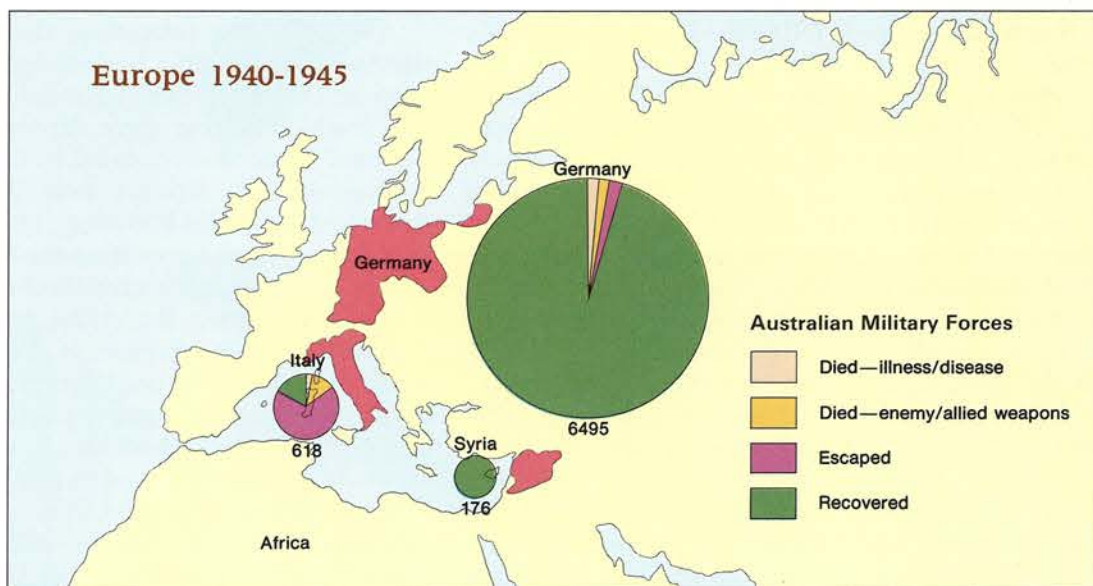 Europe 1940-1945
Germany
Germany
Italy
618
Syria
176
6495
Africa
Australian Military Forces
Died—illness/disease
Died—enemy/allied weapons
Escaped
Recovered